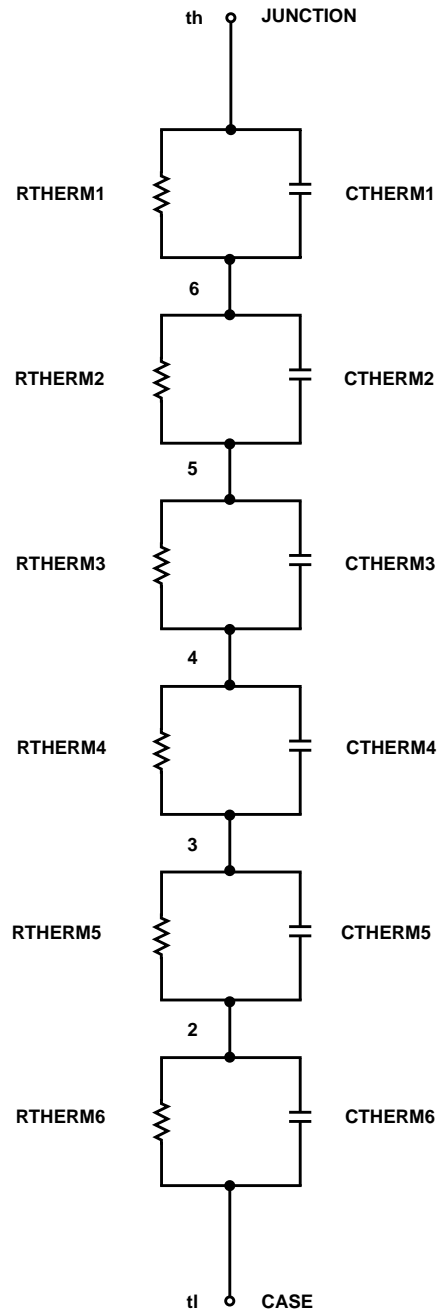 th JUNCTION
RTHERM1 CTHERM1
6
RTHERM2 CTHERM2
5
RTHERM3 CTHERM3
4
RTHERM4 CTHERM4
3
RTHERM5 CTHERM5
2
RTHERM6 CTHERM6
tl CASE